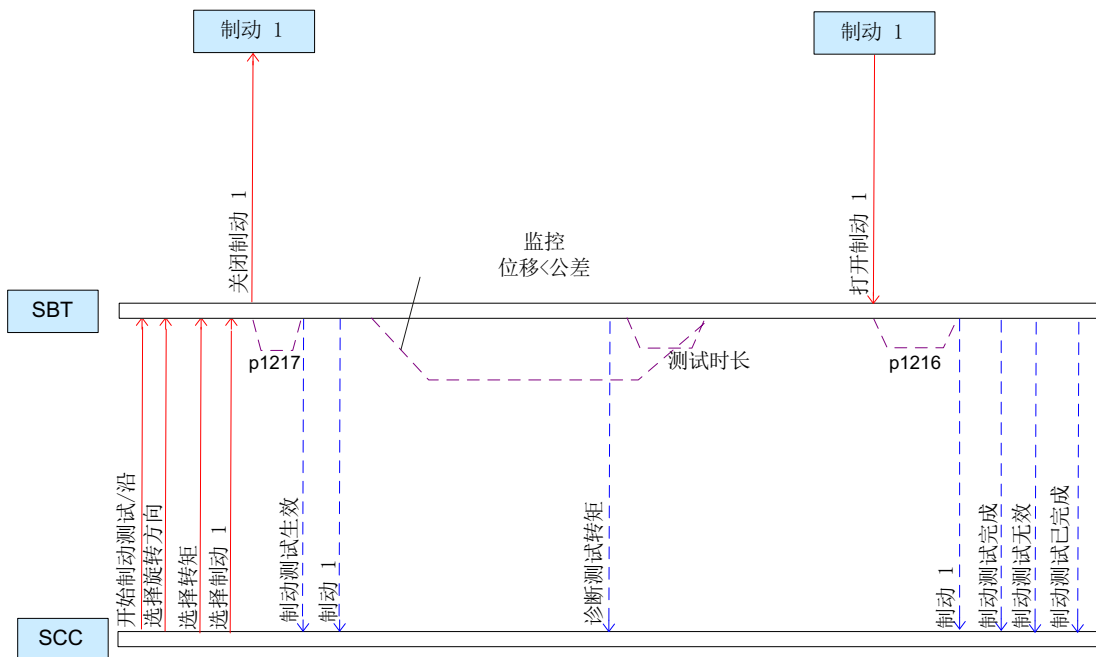 制动 1
制动 1
关闭制动 1
监控
位移<公差
打开制动 1
SBT
p1217
测试时长
p1216
开始制动测试/沿
选择旋转方向
选择转矩
选择制动 1
制动测试生效
制动 1
诊断测试转矩
制动 1
制动测试完成
制动测试无效
制动测试已完成
SCC